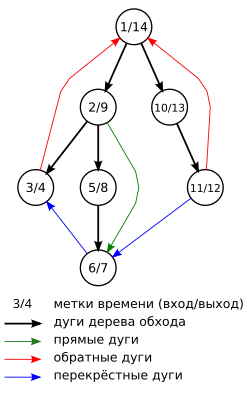 1/14
2/9
10/13
3/4
5/8
11/12
6/7
3/4 метки времени (вход/выход)
дуги дерева обхода
прямые дуги
обратные дуги
перекрёстные дуги